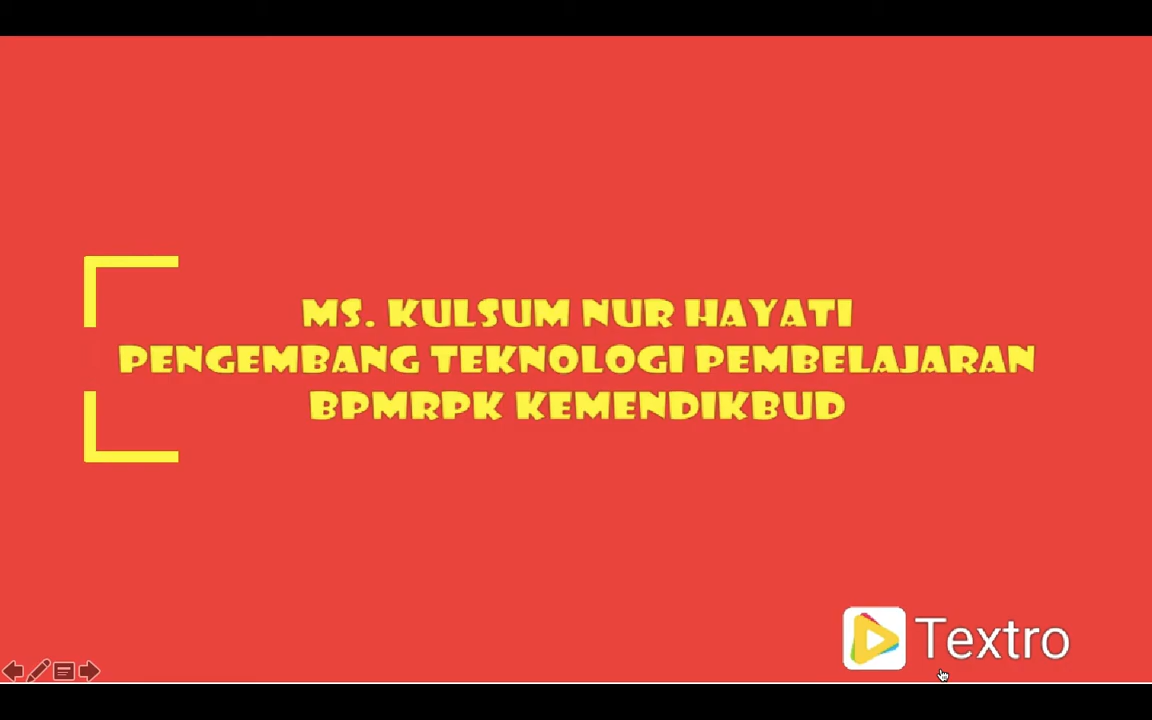 MS. KULSUM NUR HAYATI
PENGEMBANG TEKNOLOGI PEMBELAJARAN
BPMRPK KEMENDIKBUD
Textro